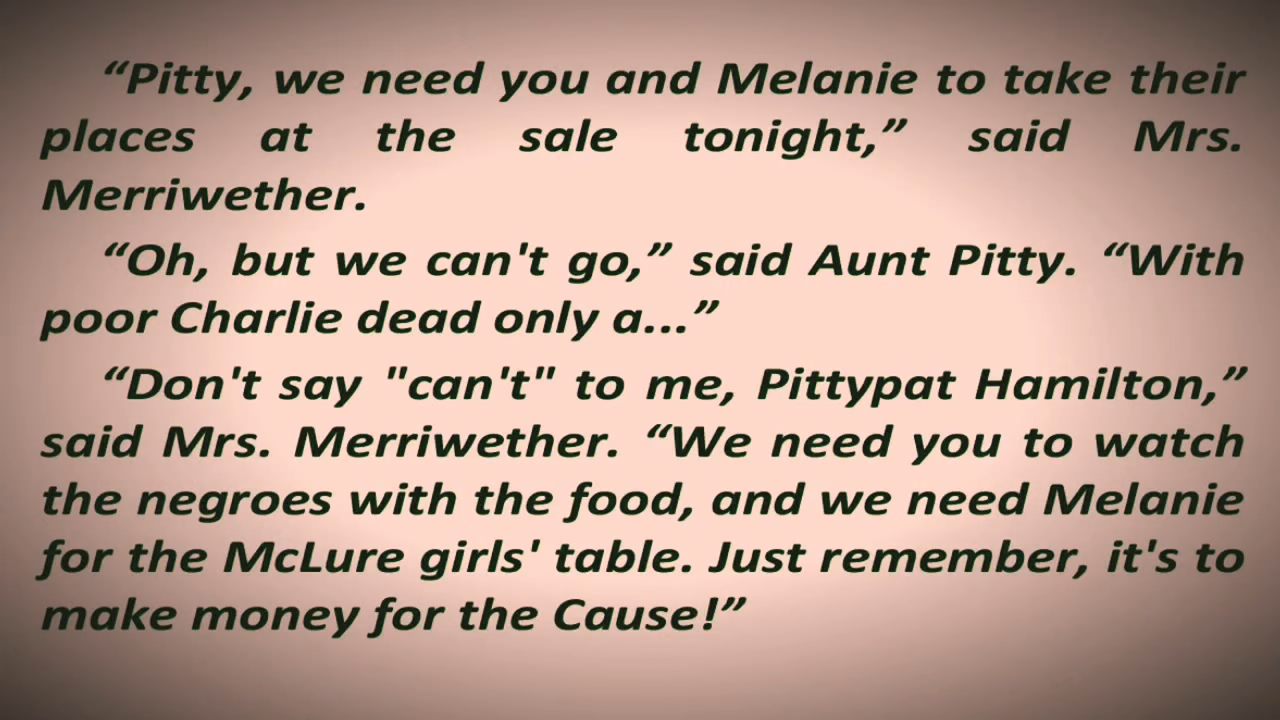 “Pitty, we need you and Melanie to take their
places at the sale tonight,” said Mrs.
Merriwether.
“Oh, but we can't go,” said Aunt Pitty. “With
poor Charlie dead only a...”
“Don't say "can't" to me, Pittypat Hamilton,”
said Mrs. Merriwether. “We need you to watch
the negroes with the food, and we need Melanie
for the McLure girls' table. Just remember, it's to
make money for the Cause!”